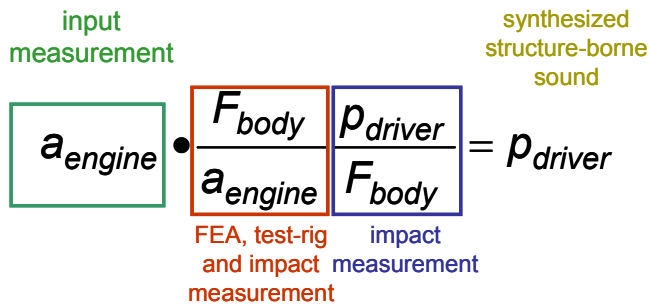 input
measurement
synthesized
structure-borne
sound
a_engine • F_body / a_engine p_driver / F_body = p_driver
FEA, test-rig
and impact
measurement
impact
measurement